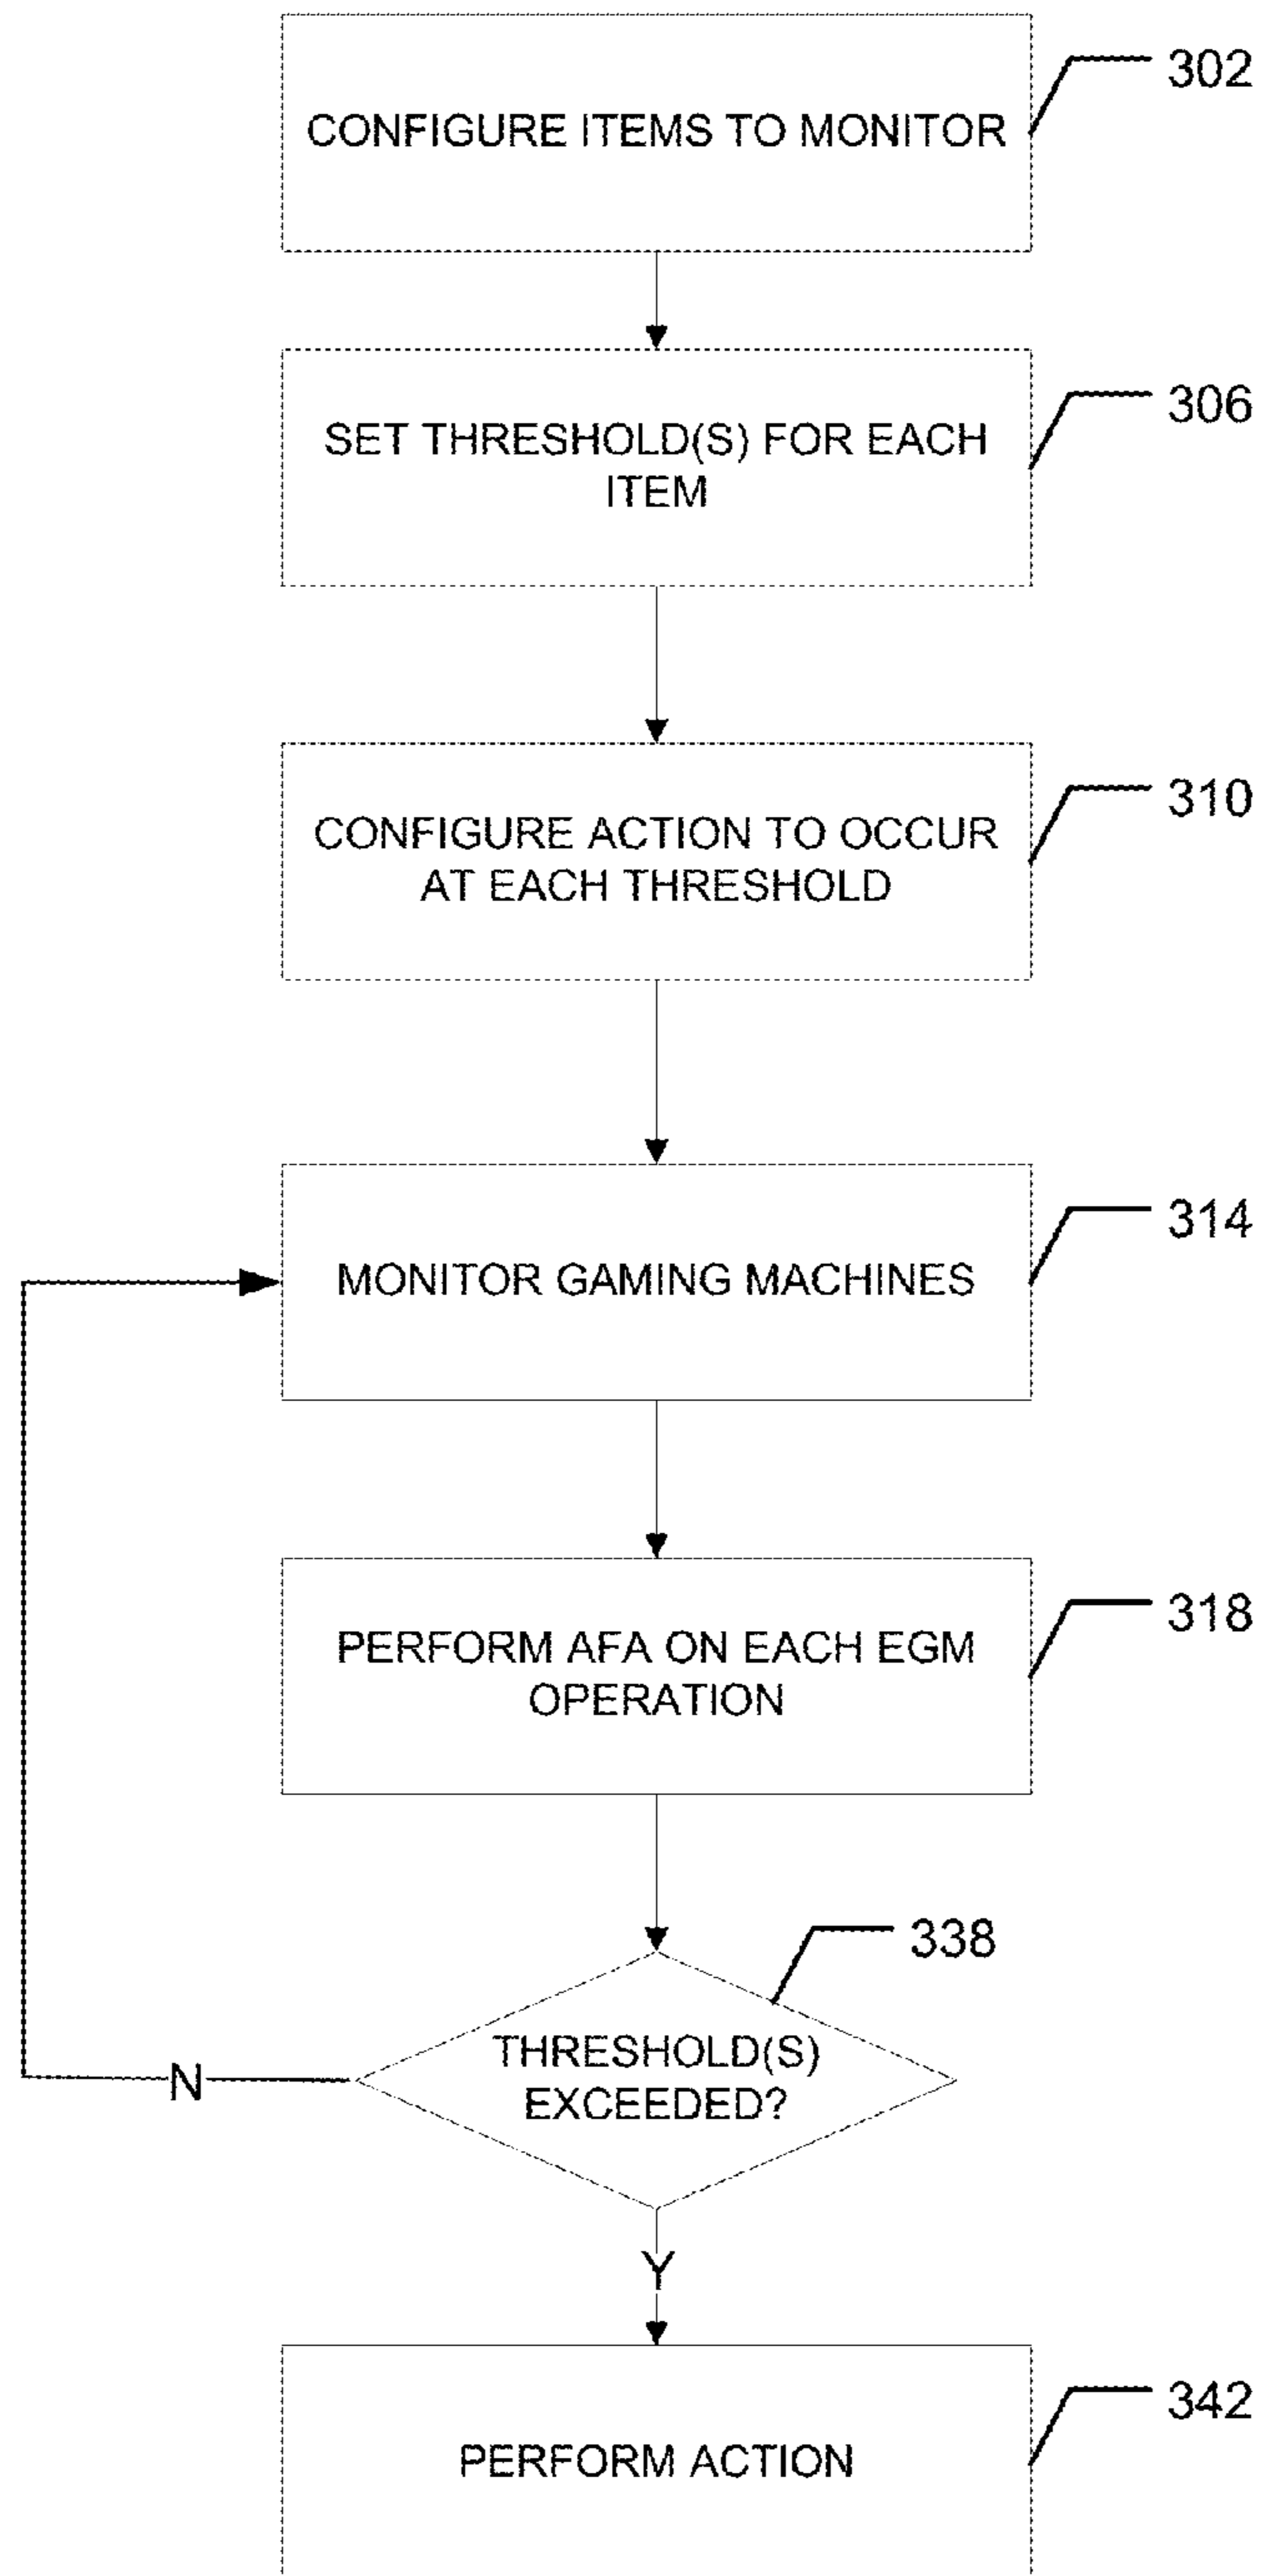 302
CONFIGURE ITEMS TO MONITOR
306
SET THRESHOLD(S) FOR EACH
ITEM
310
CONFIGURE ACTION TO OCCUR
AT EACH THRESHOLD
314
MONITOR GAMING MACHINES
318
PERFORM AFA ON EACH EGM
OPERATION
338
THRESHOLD(S)
EXCEEDED?
N
Y
342
PERFORM ACTION